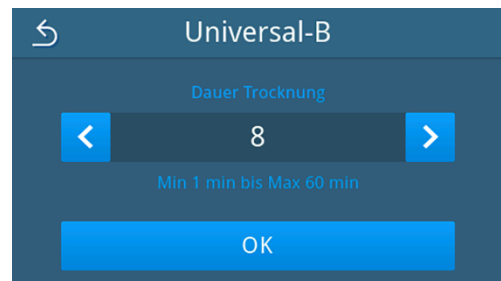 Universal-B
Dauer Trocknung
8
Min 1 min bis Max 60 min
OK